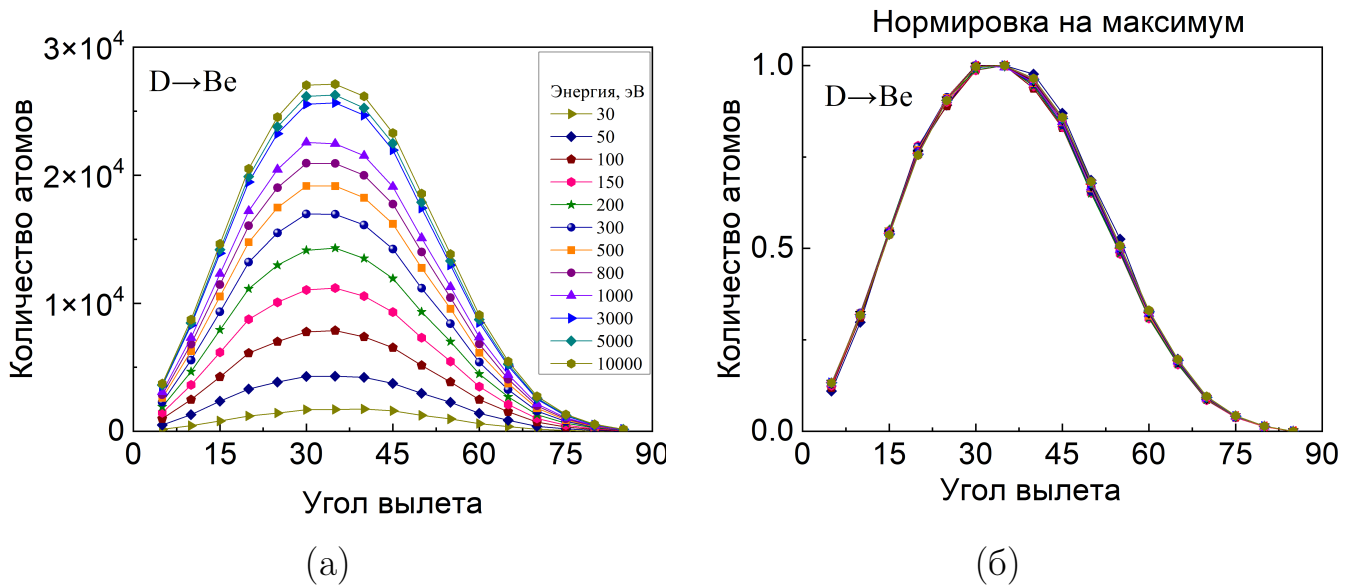 3×10⁴
2×10⁴
1×10⁴
0
Количество атомов
D→Be
Энергия, эВ
30
50
100
150
200
300
500
800
1000
3000
5000
10000
0 15 30 45 60 75 90
Угол вылета
(а)
Нормировка на максимум
1.0
0.5
0.0
Количество атомов
D→Be
0 15 30 45 60 75 90
Угол вылета
(б)